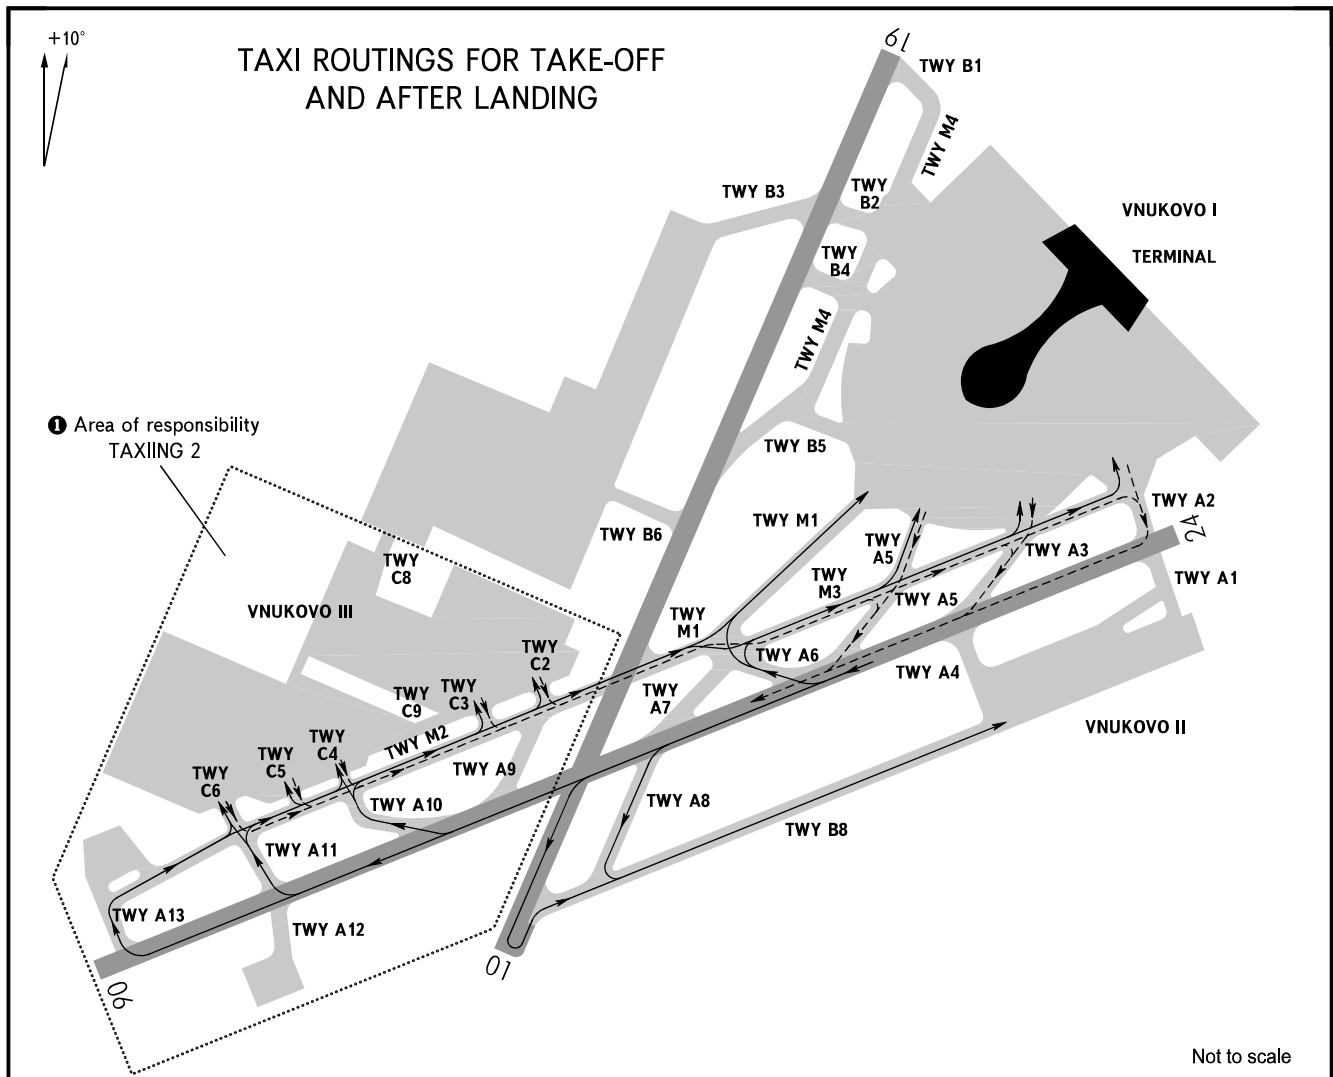 +10°
TAXI ROUTINGS FOR TAKE-OFF
AND AFTER LANDING
19
TWY B1
TWY M4
TWY B3
TWY
B2
VNUKOVO I
TERMINAL
TWY
B4
TWY M4
❶ Area of responsibility
TAXIING 2
TWY B5
TWY A2
24
TWY M1
TWY B6
TWY
A5
TWY A3
TWY
C8
TWY
M3
TWY A1
TWY A5
VNUKOVO III
TWY
M1
TWY
C2
TWY A6
TWY A4
TWY
C3
TWY
C9
TWY
A7
VNUKOVO II
TWY
C4
TWY M2
TWY
C5
TWY A9
TWY
C6
TWY A10
TWY A8
TWY B8
TWY A11
TWY A13
TWY A12
01
06
Not to scale